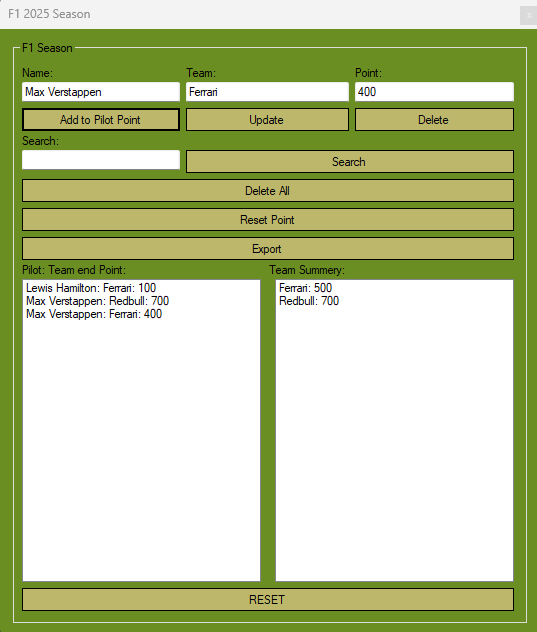 F1 2025 Season
x
F1 Season
Name: Team: Point:
Max Verstappen Ferrari 400
Add to Pilot Point Update Delete
Search:
Search
Delete All
Reset Point
Export
Pilot: Team end Point: Team Summery:
Lewis Hamilton: Ferrari: 100 Ferrari: 500
Max Verstappen: Redbull: 700 Redbull: 700
Max Verstappen: Ferrari: 400
RESET